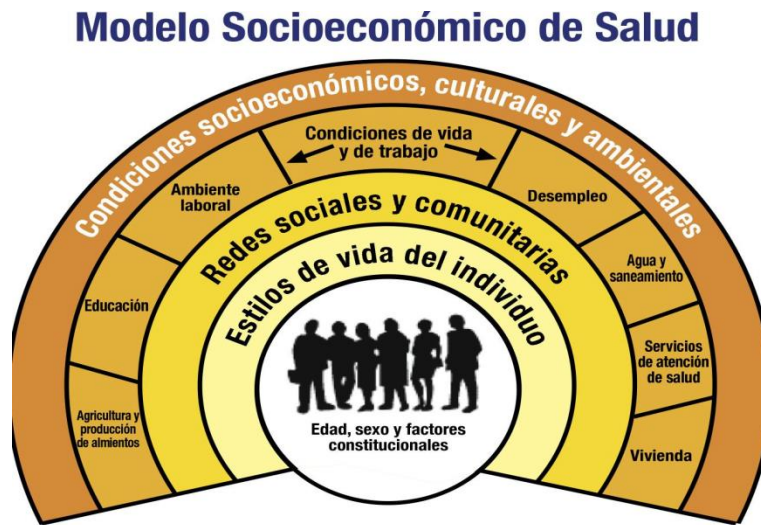 Modelo Socioeconómico de Salud
Condiciones socioeconómicos, culturales y ambientales
Condiciones de vida
y de trabajo
Ambiente
laboral
Desempleo
Educación
Agua y
saneamiento
Agricultura y
producción
de almientos
Servicios
de atención
de salud
Vivienda
Redes sociales y comunitarias
Estilos de vida del individuo
Edad, sexo y factores
constitucionales